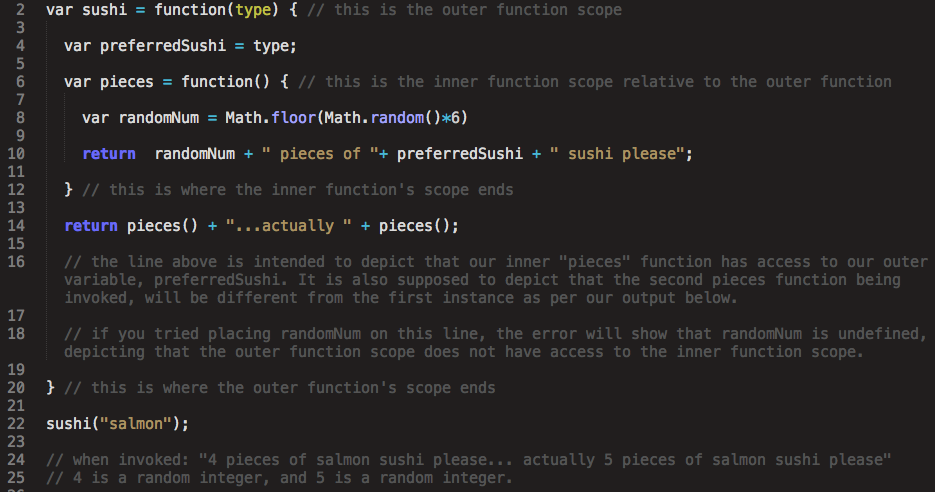 2 var sushi = function(type) { // this is the outer function scope
3
4 var preferredSushi = type;
5
6 var pieces = function() { // this is the inner function scope relative to the outer function
7
8 var randomNum = Math.floor(Math.random()*6)
9
10 return  randomNum + " pieces of "+ preferredSushi + " sushi please";
11
12 } // this is where the inner function's scope ends
13
14 return pieces() + "...actually " + pieces();
15
16 // the line above is intended to depict that our inner "pieces" function has access to our outer
variable, preferredSushi. It is also supposed to depict that the second pieces function being
invoked, will be different from the first instance as per our output below.
17
18 // if you tried placing randomNum on this line, the error will show that randomNum is undefined,
depicting that the outer function scope does not have access to the inner function scope.
19
20 } // this is where the outer function's scope ends
21
22 sushi("salmon");
23
24 // when invoked: "4 pieces of salmon sushi please... actually 5 pieces of salmon sushi please"
25 // 4 is a random integer, and 5 is a random integer.